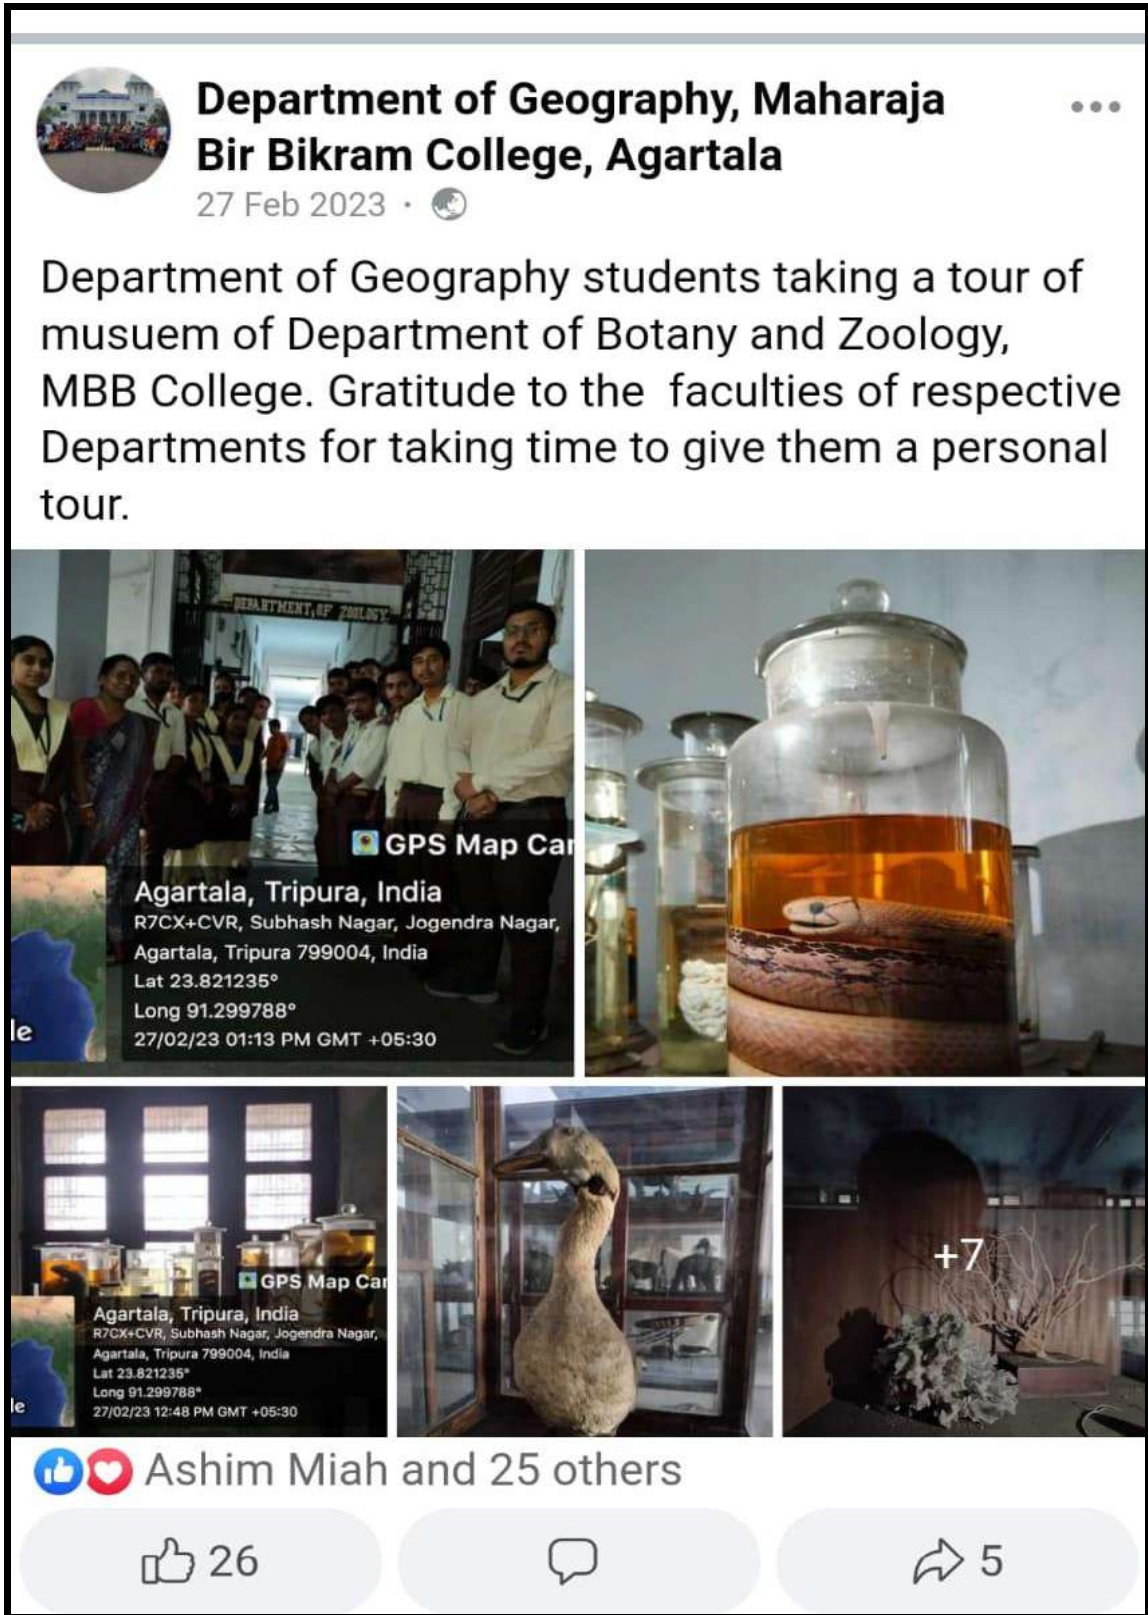 Department of Geography, Maharaja
Bir Bikram College, Agartala
27 Feb 2023 ·
Department of Geography students taking a tour of
musuem of Department of Botany and Zoology,
MBB College. Gratitude to the faculties of respective
Departments for taking time to give them a personal
tour.
DEPARTMENT OF ZOOLOGY
GPS Map Car
Agartala, Tripura, India
R7CX+CVR, Subhash Nagar, Jogendra Nagar,
Agartala, Tripura 799004, India
Lat 23.821235°
Long 91.299788°
27/02/23 01:13 PM GMT +05:30
le
GPS Map Car
Agartala, Tripura, India
R7CX+CVR, Subhash Nagar, Jogendra Nagar,
Agartala, Tripura 799004, India
Lat 23.821235°
Long 91.299788°
27/02/23 12:48 PM GMT +05:30
le
+7
Ashim Miah and 25 others
26
5